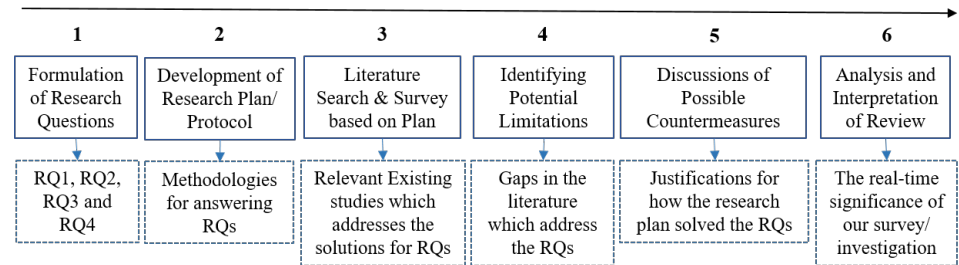 1
2
3
4
5
6
Formulation
of Research
Questions
Development of
Research Plan/
Protocol
Literature
Search & Survey
based on Plan
Identifying
Potential
Limitations
Discussions of
Possible
Countermeasures
Analysis and
Interpretation
of Review
RQ1, RQ2,
RQ3 and
RQ4
Methodologies
for answering
RQs
Relevant Existing
studies which
addresses the
solutions for RQs
Gaps in the
literature
which address
the RQs
Justifications for
how the research
plan solved the RQs
The real-time
significance of
our survey/
investigation